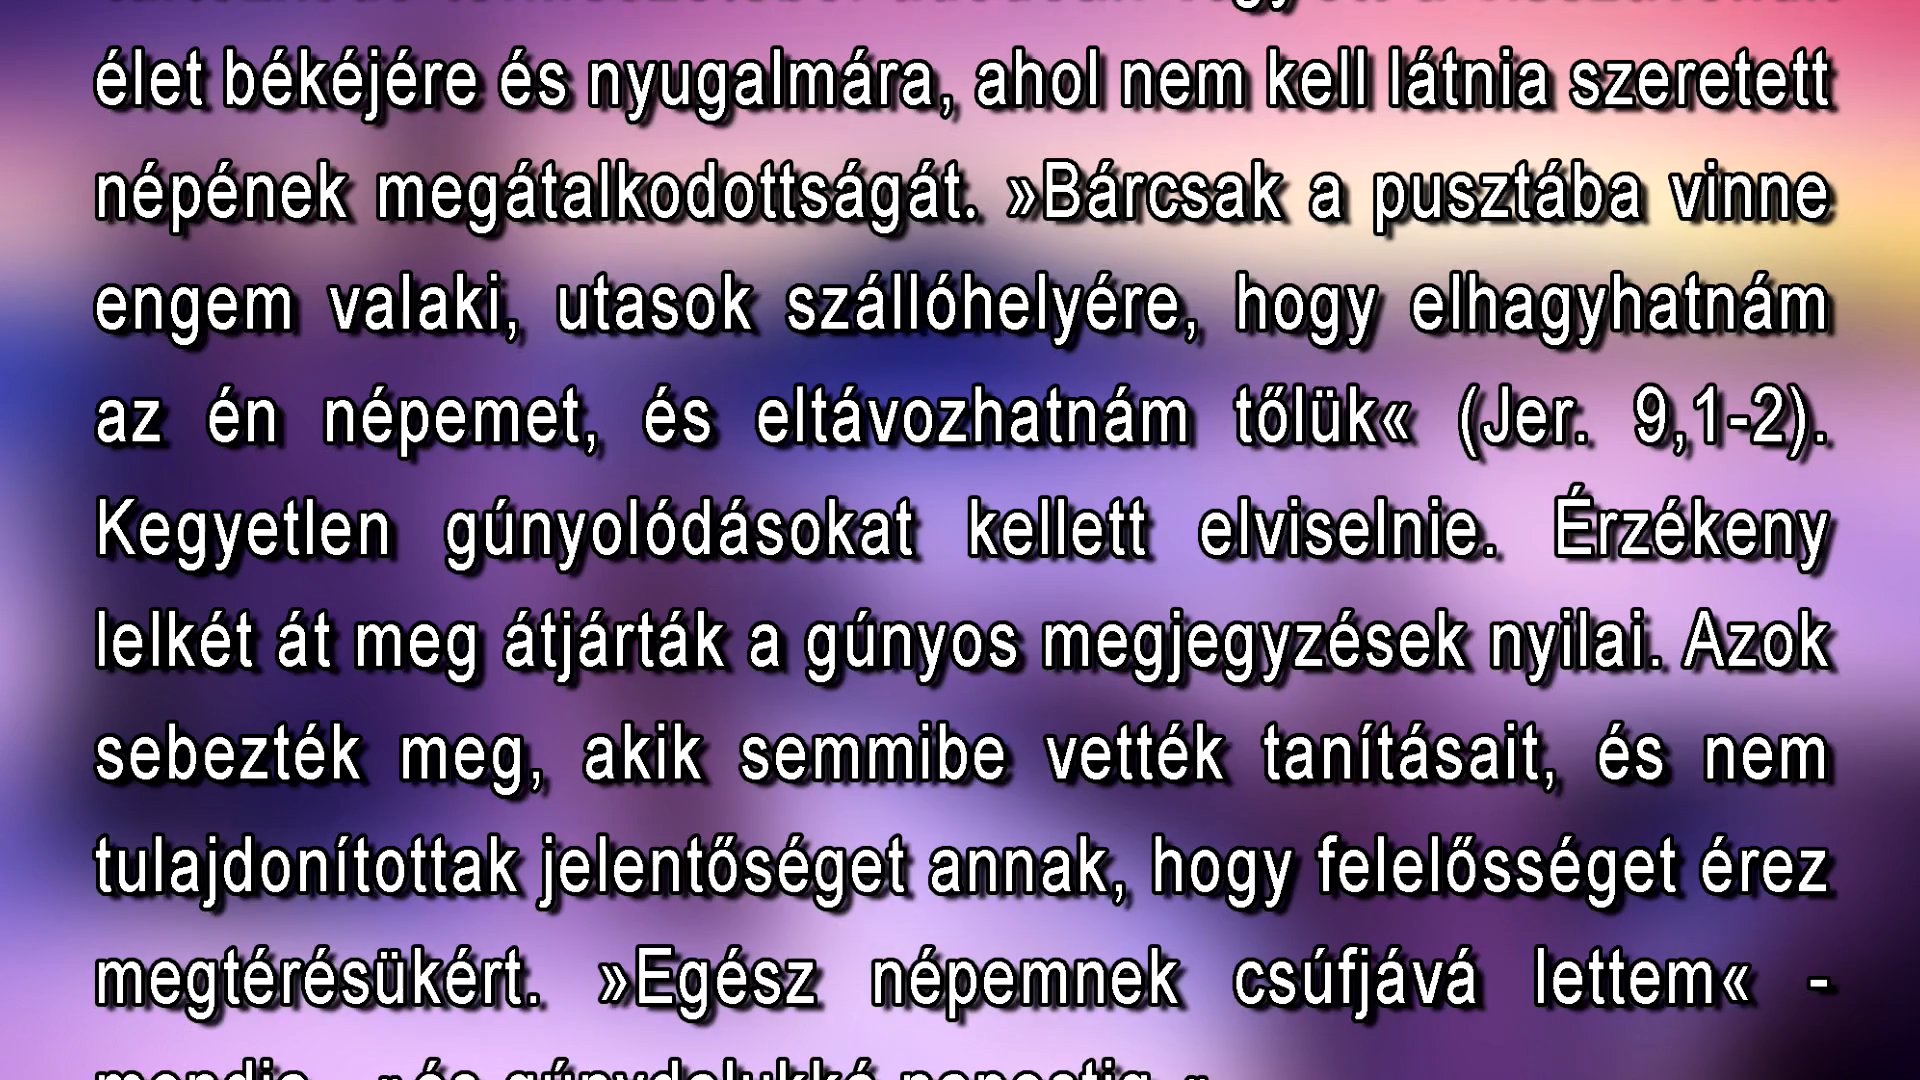 élet békéjére és nyugalmára, ahol nem kell látnia szeretett
népének megátalkodottságát. »Bárcsak a pusztába vinne
engem valaki, utasok szállóhelyére, hogy elhagyhatnám
az én népemet, és eltávozhatnám tőlük« (Jer. 9,1-2).
Kegyetlen gúnyolódásokat kellett elviselnie. Érzékeny
lelkét át meg átjárták a gúnyos megjegyzések nyilai. Azok
sebezték meg, akik semmibe vették tanításait, és nem
tulajdonítottak jelentőséget annak, hogy felelősséget érez
megtérésükért. »Egész népemnek csúfjává lettem« -